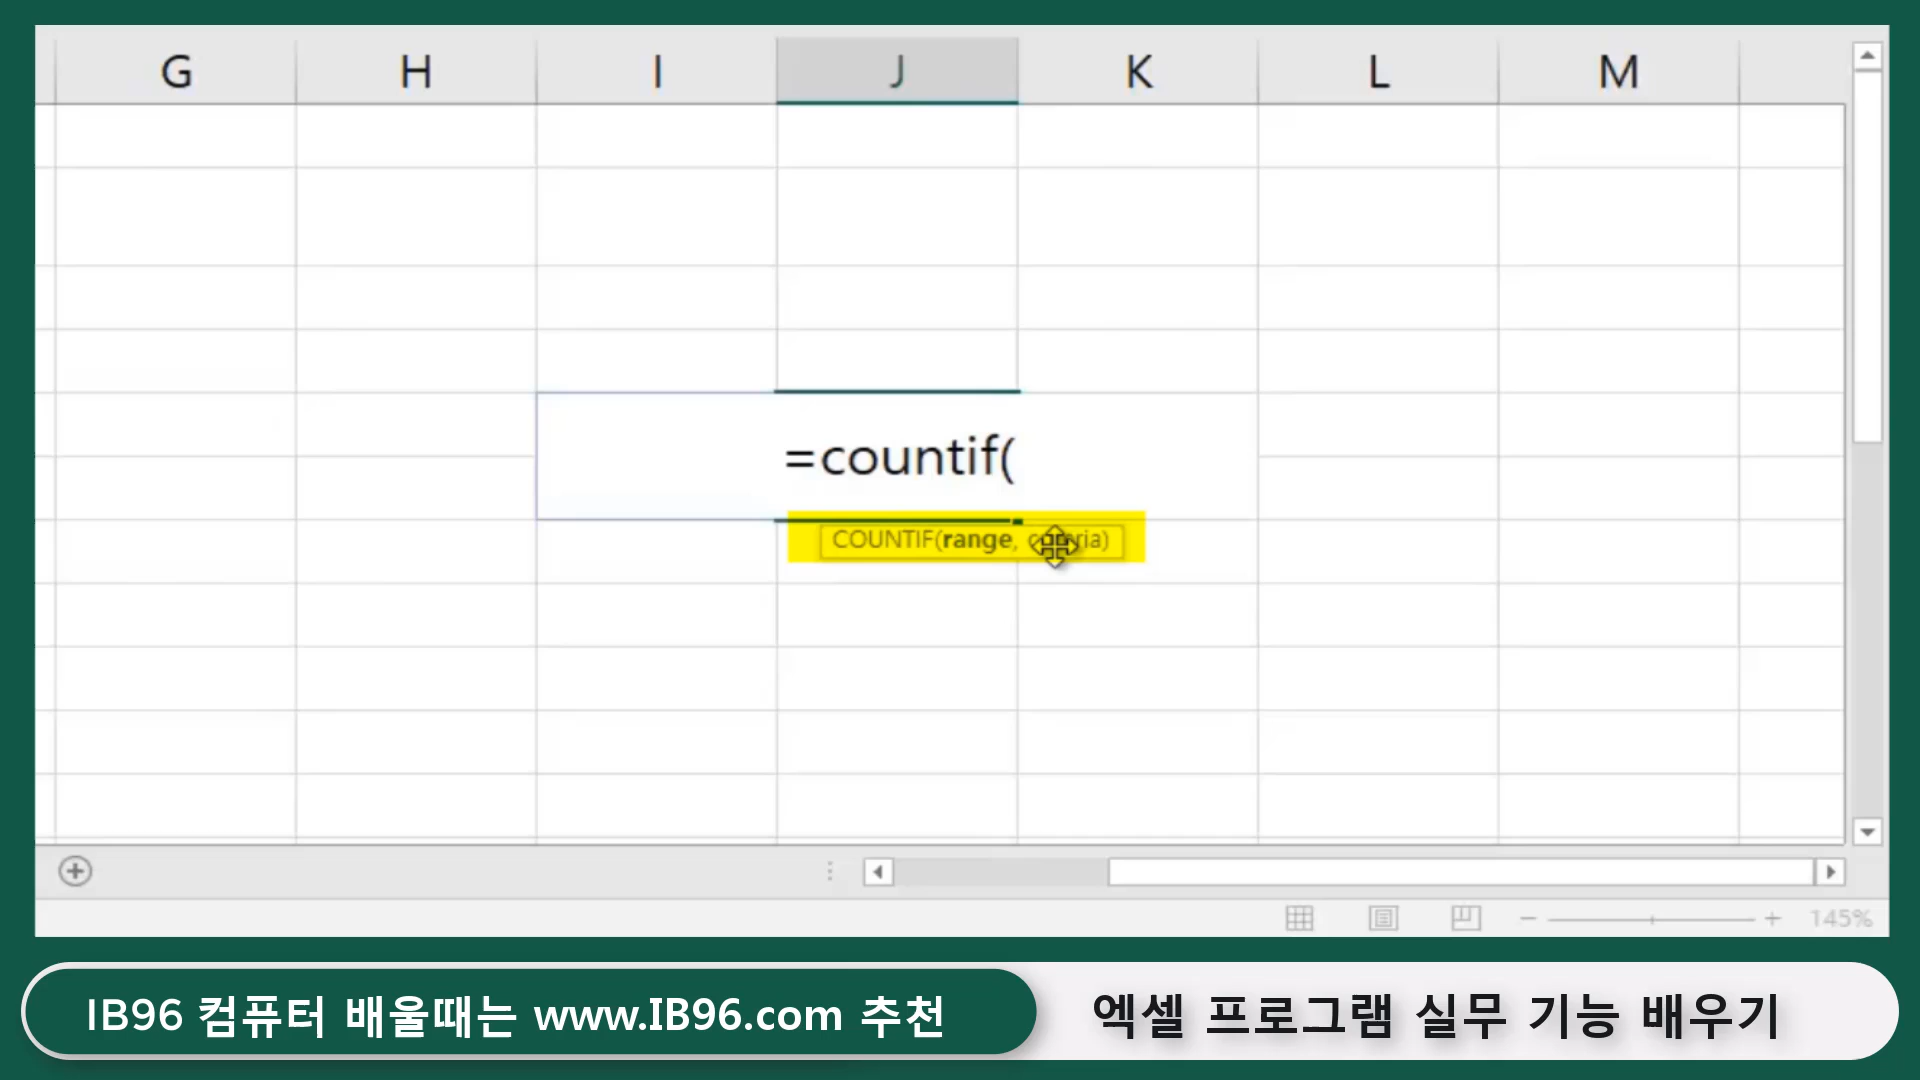 G H I J K L M
=countif(
COUNTIF(range,
145%
IB96 컴퓨터 배울때는 www.IB96.com 추천
엑셀 프로그램 실무 기능 배우기